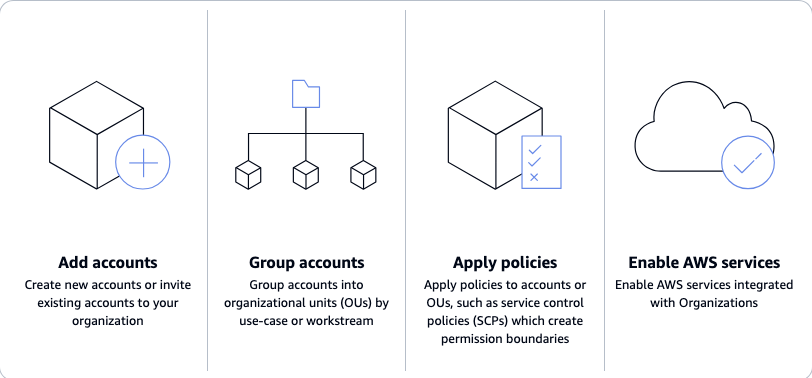 Add accounts
Create new accounts or invite
existing accounts to your
organization
Group accounts
Group accounts into
organizational units (OUs) by
use-case or workstream
Apply policies
Apply policies to accounts or
OUs, such as service control
policies (SCPs) which create
permission boundaries
Enable AWS services
Enable AWS services integrated
with Organizations